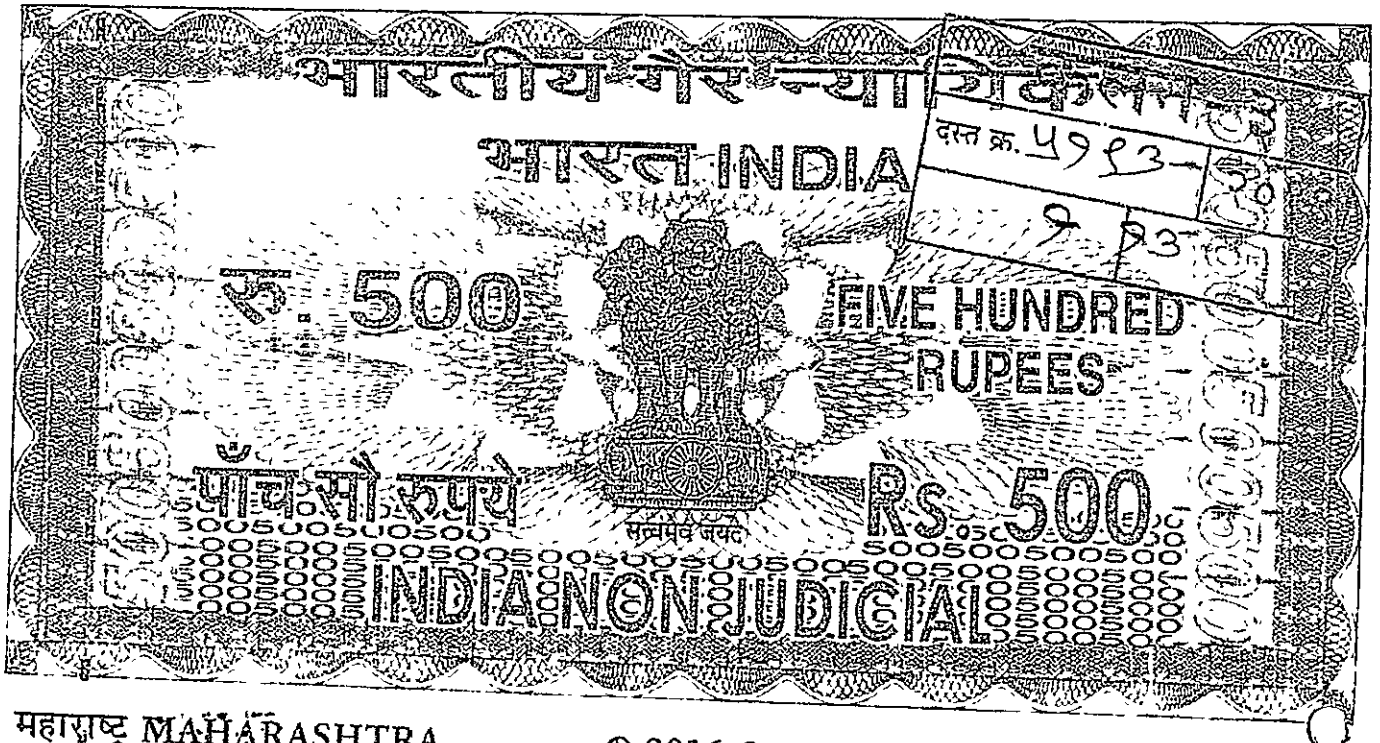 भारतीय गैर न्यायिक
भारत INDIA
दस्त क्र. ५७१३
रु. 500
FIVE HUNDRED
RUPEES
पाँच सौ रुपये
सत्यमेव जयते
Rs. 500
INDIA NON JUDICIAL
महाराष्ट्र MAHARASHTRA